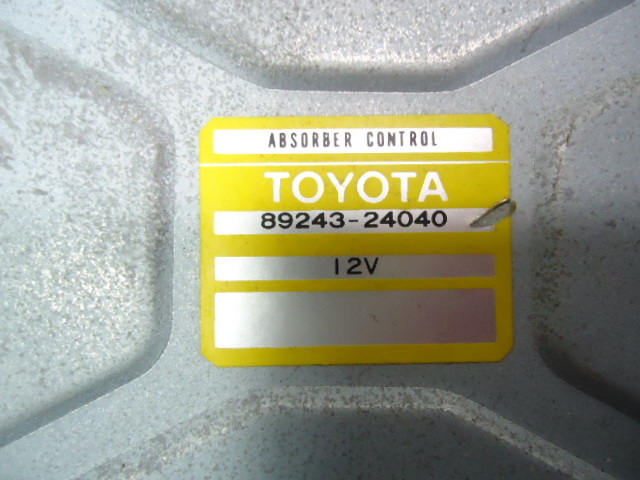 ABSORBER CONTROL
TOYOTA
89243-24040
12V